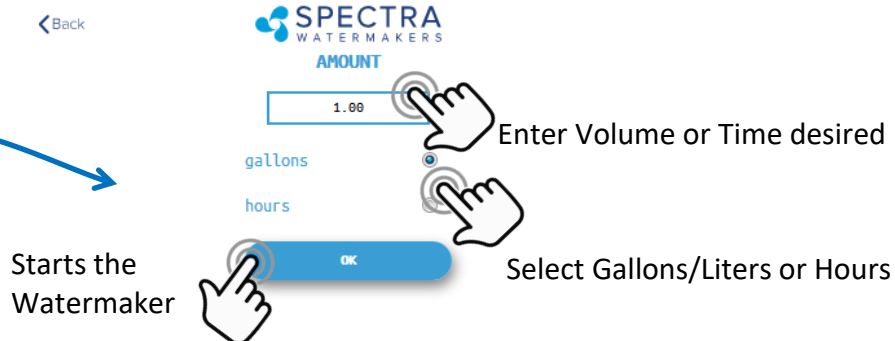 Back
SPECTRA
WATERMAKERS
AMOUNT
1.00
Enter Volume or Time desired
gallons
hours
OK
Select Gallons/Liters or Hours
Starts the
Watermaker